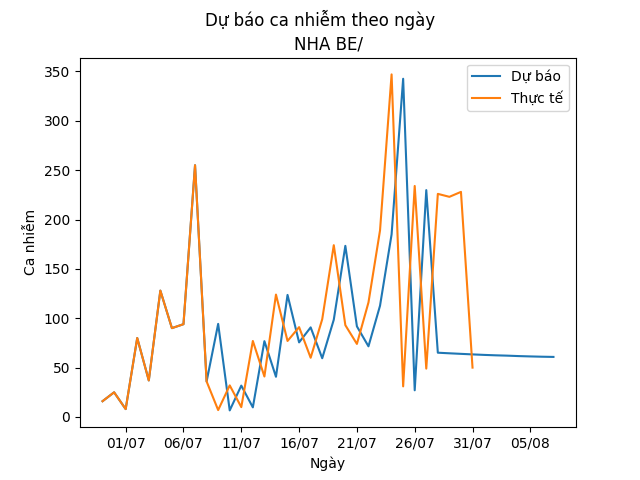 Dự báo ca nhiễm theo ngày
NHA BE/
Dự báo
Thực tế
350
300
250
200
150
100
50
0
Ca nhiễm
01/07 06/07 11/07 16/07 21/07 26/07 31/07 05/08
Ngày